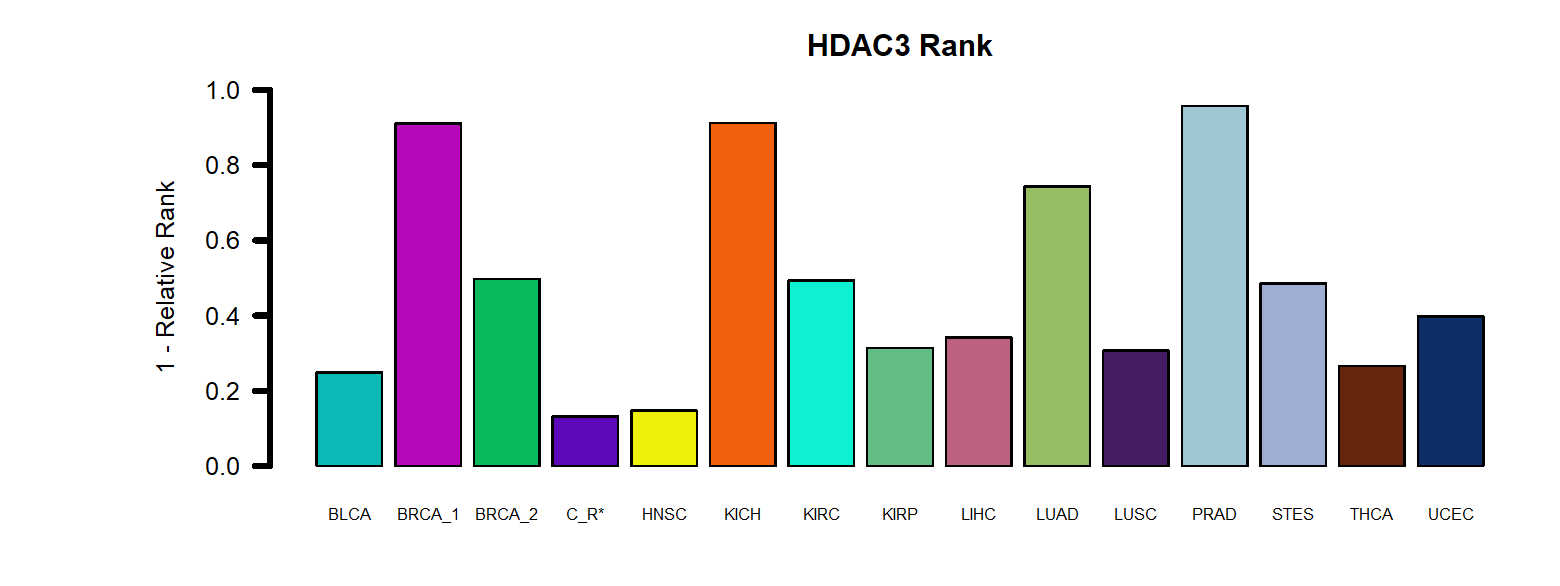 HDAC3 Rank
1 - Relative Rank
1.0
0.8
0.6
0.4
0.2
0.0
BLCA BRCA_1 BRCA_2 C_R* HNSC KICH KIRC KIRP LIHC LUAD LUSC PRAD STES THCA UCEC